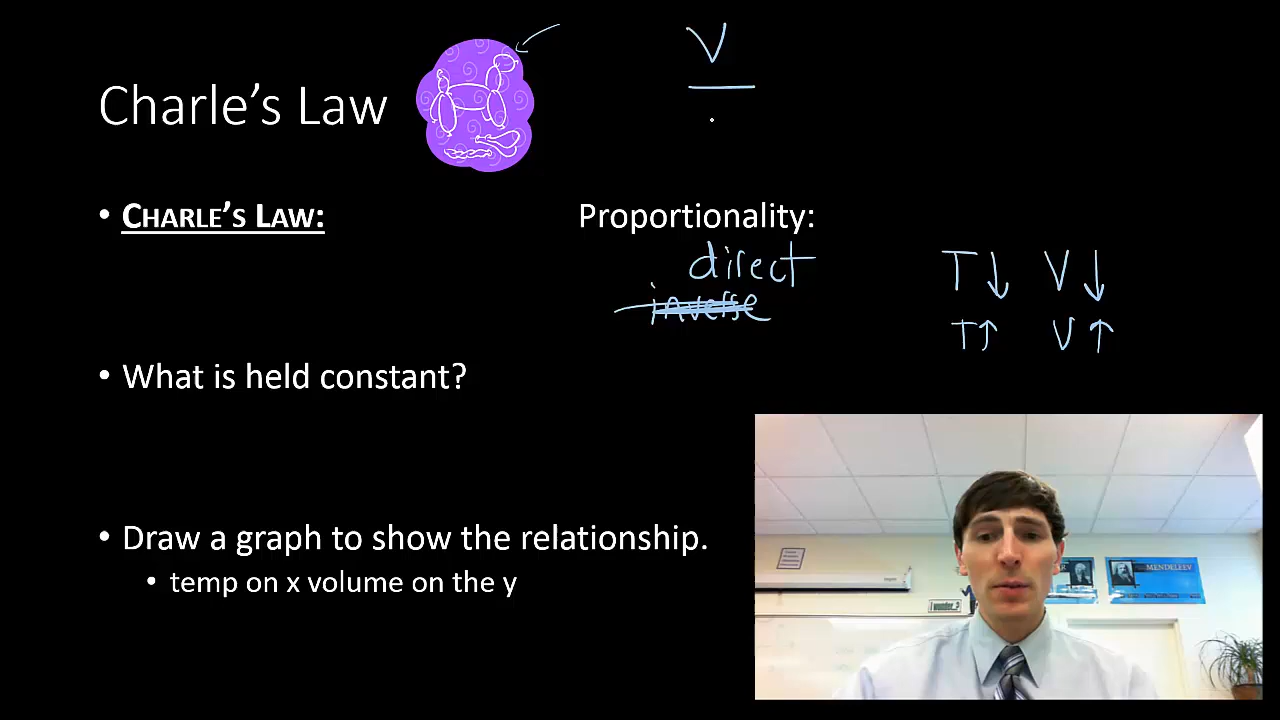 V
Charle's Law
• CHARLE'S LAW:
Proportionality:
direct
inverse
T↓ V↓
T↑ V↑
• What is held constant?
• Draw a graph to show the relationship.
• temp on x volume on the y
I wonder...?
MENDELEEV